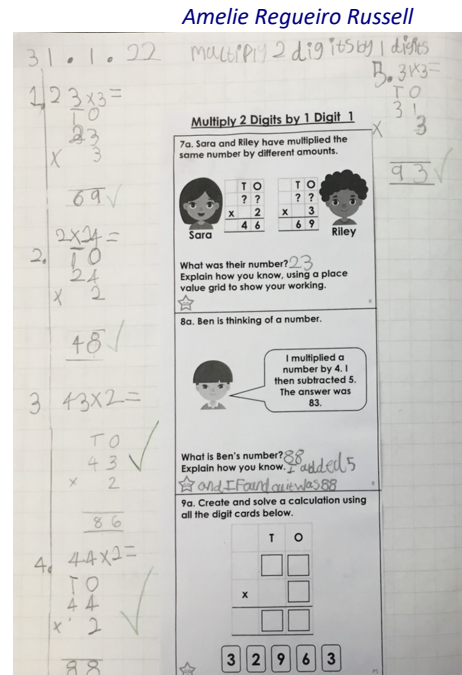 Amelie Regueiro Russell
31.1.22 multiply 2 digits by 1 digits
1. 23x3=
TO
23
x 3
69 ✓
2x24=
2. TO
24
x 2
48 ✓
3 43x2=
TO
43 ✓
x 2
86
4. 44x2=
TO
44
x 2 ✓
88
5. 31x3=
TO
31
x 3
93 ✓
Multiply 2 Digits by 1 Digit 1
7a. Sara and Riley have multiplied the
same number by different amounts.
T O
? ?
x 2
4 6
Sara
T O
? ?
x 3
6 9
Riley
What was their number? 23
Explain how you know, using a place
value grid to show your working.
8a. Ben is thinking of a number.
I multiplied a
number by 4. I
then subtracted 5.
The answer was
83.
What is Ben's number? 88
Explain how you know. I added 5
and I Found out it was 88
9a. Create and solve a calculation using
all the digit cards below.
T O
x
3 2 9 6 3